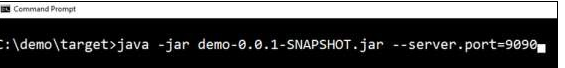 Command Prompt
C:\demo\target>java -jar demo-0.0.1-SNAPSHOT.jar --server.port=9090